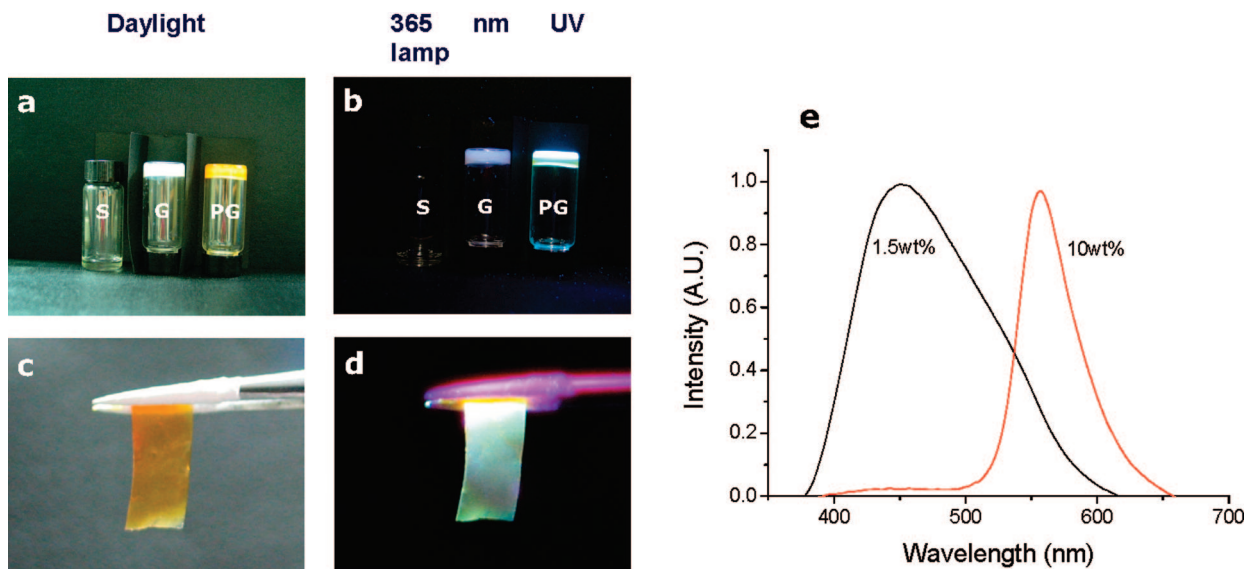 Daylight
365 nm UV
lamp
a
S
G
PG
b
S
G
PG
c
d
e
1.0
0.8
0.6
0.4
0.2
0.0
Intensity (A.U.)
1.5wt%
10wt%
400
500
600
700
Wavelength (nm)